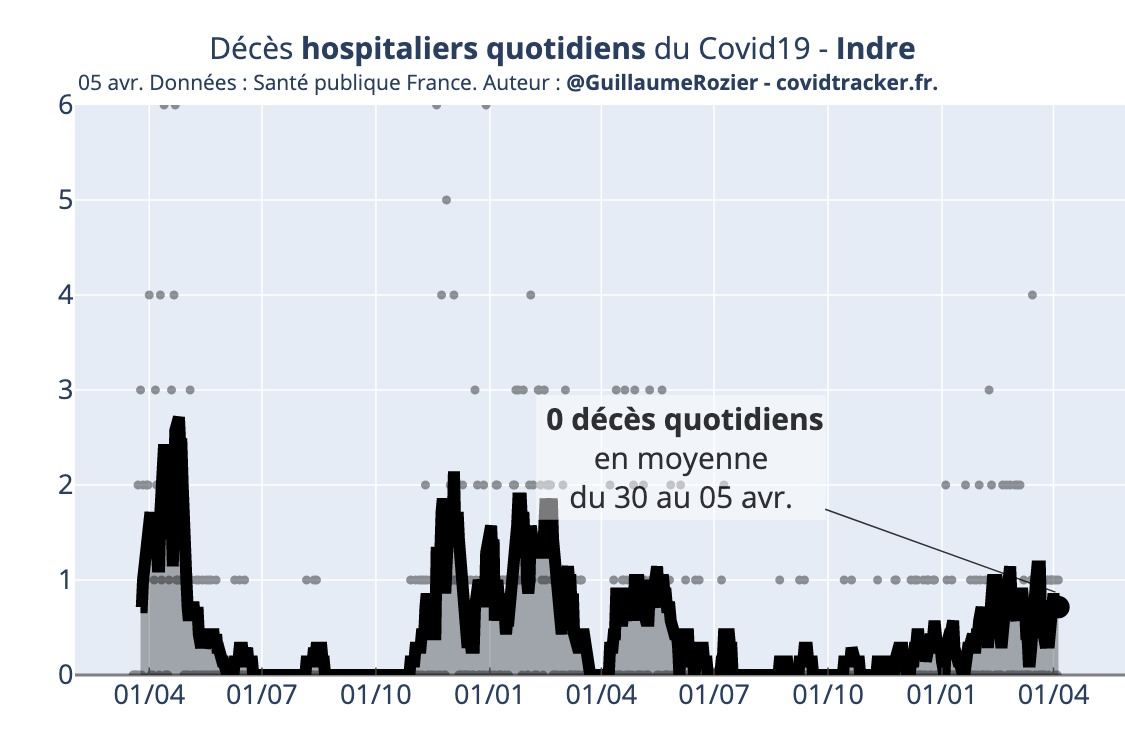 Décès hospitaliers quotidiens du Covid19 - Indre
05 avr. Données : Santé publique France. Auteur : @GuillaumeRozier - covidtracker.fr.
6
5
4
3
0 décès quotidiens
en moyenne
2
du 30 au 05 avr.
1
0
01/04 01/07 01/10 01/01 01/04 01/07 01/10 01/01 01/04